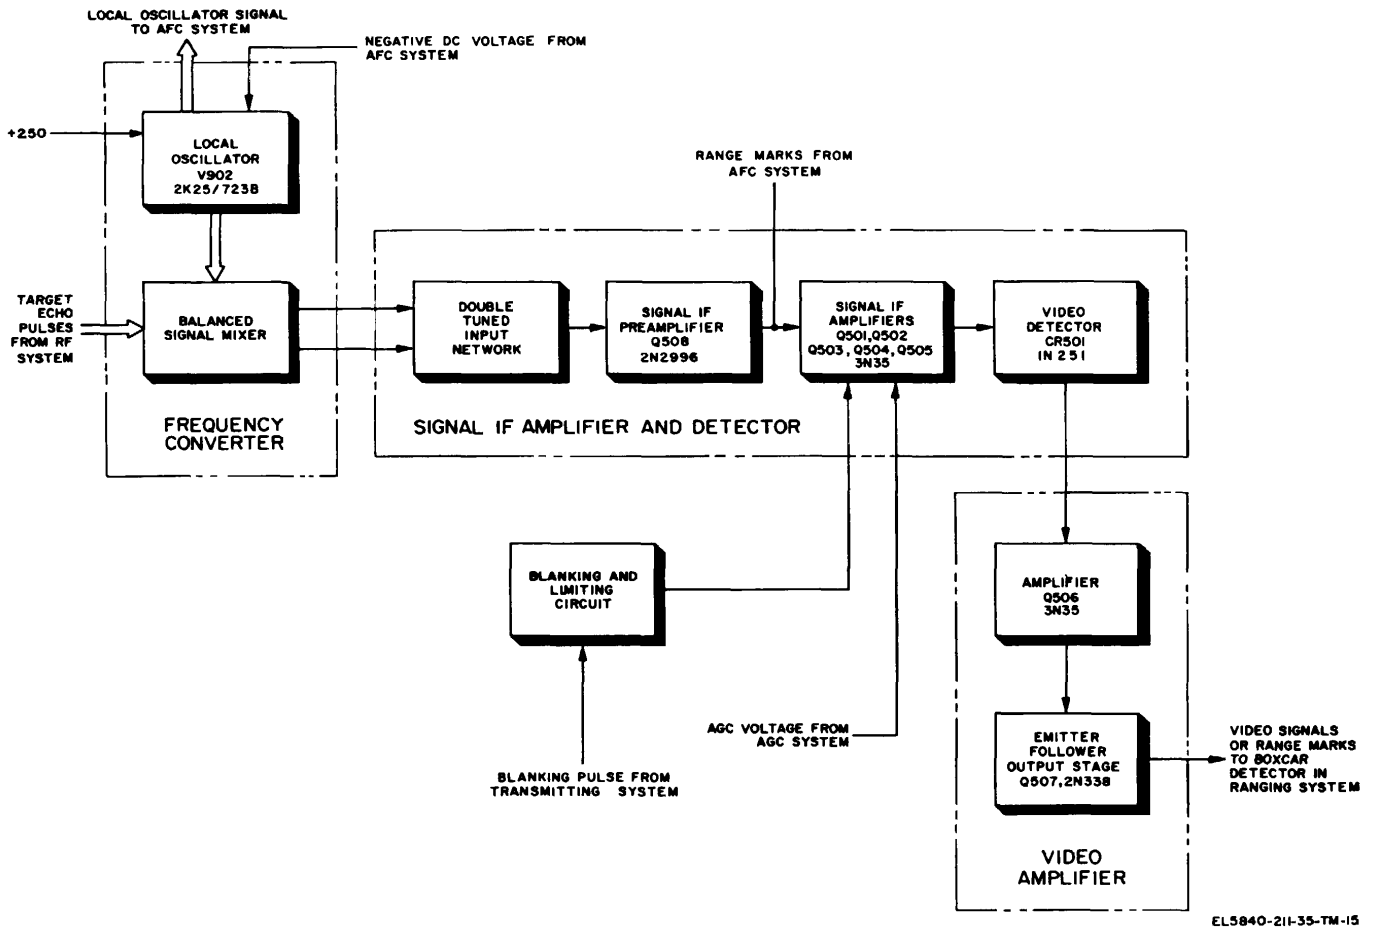 LOCAL OSCILLATOR SIGNAL
TO AFC SYSTEM
NEGATIVE DC VOLTAGE FROM
AFC SYSTEM
+250
LOCAL
OSCILLATOR
V902
2K25/723B
RANGE MARKS FROM
AFC SYSTEM
TARGET
ECHO
PULSES
FROM RF
SYSTEM
BALANCED
SIGNAL MIXER
DOUBLE
TUNED
INPUT
NETWORK
SIGNAL IF
PREAMPLIFIER
Q508
2N2996
SIGNAL IF
AMPLIFIERS
Q501,Q502
Q503, Q504, Q505
3N35
VIDEO
DETECTOR
CR501
1N251
FREQUENCY
CONVERTER
SIGNAL IF AMPLIFIER AND DETECTOR
BLANKING AND
LIMITING
CIRCUIT
AMPLIFIER
Q506
3N35
AGC VOLTAGE FROM
AGC SYSTEM
EMITTER
FOLLOWER
OUTPUT STAGE
Q507,2N338
VIDEO SIGNALS
OR RANGE MARKS
TO BOXCAR
DETECTOR IN
RANGING SYSTEM
BLANKING PULSE FROM
TRANSMITTING SYSTEM
VIDEO
AMPLIFIER
EL5840-211-35-TM-15